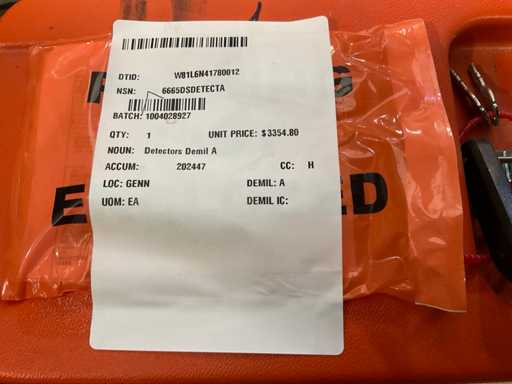 DTID: W81L6N41780012
NSN: 6665DSDETECTA
BATCH: 1004028927
QTY: 1 UNIT PRICE: $3354.80
NOUN: Detectors Demil A
ACCUM: 202447 CC: H
LOC: GENN DEMIL: A
UOM: EA DEMIL IC: